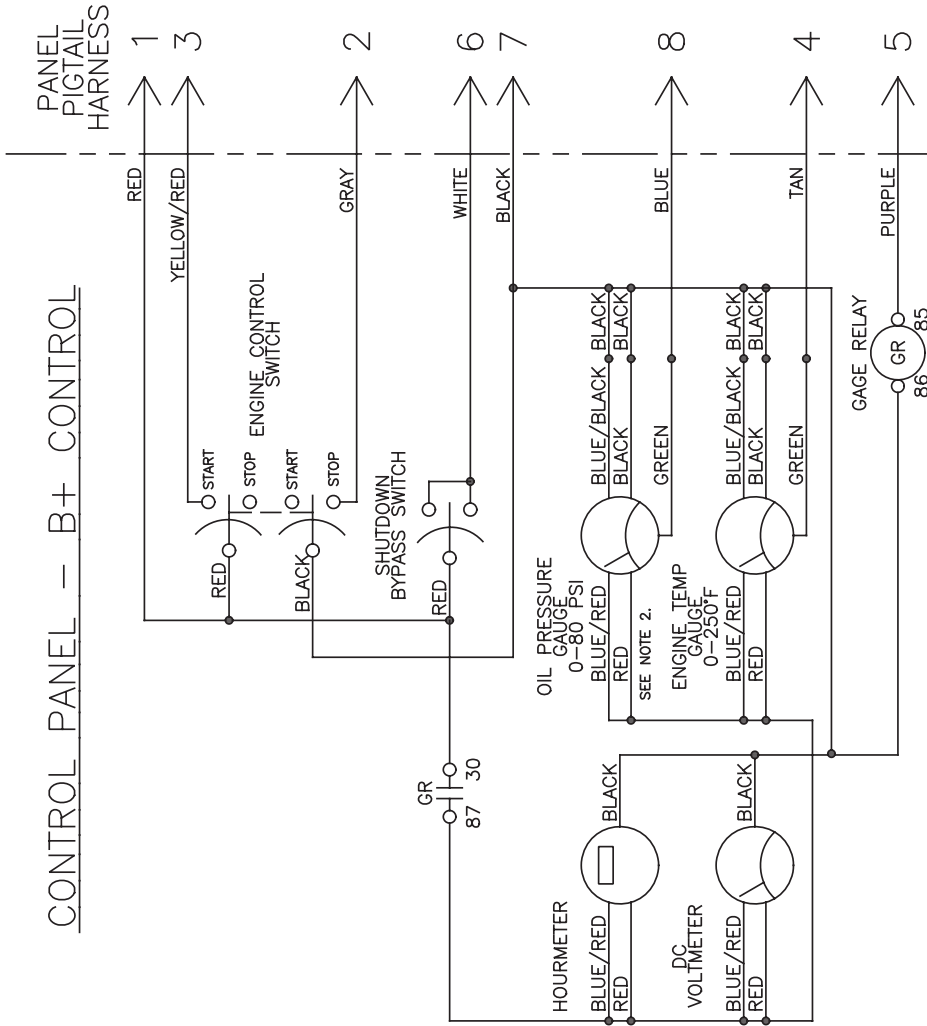 CONTROL PANEL - B+ CONTROL
PANEL
PIGTAIL
HARNESS
RED
1
YELLOW/RED
3
GRAY
2
WHITE
6
BLACK
7
BLUE
8
TAN
4
PURPLE
5
ENGINE CONTROL
SWITCH
START
STOP
START
STOP
RED
BLACK
SHUTDOWN
BYPASS SWITCH
RED
GR
87
30
OIL PRESSURE
GAUGE
0-80 PSI
BLUE/RED
RED
SEE NOTE 2.
BLUE/BLACK
BLACK
BLACK
BLACK
GREEN
ENGINE TEMP
GAUGE
0-250°F
BLUE/RED
RED
BLUE/BLACK
BLACK
BLACK
BLACK
GREEN
GAGE RELAY
GR
86
85
HOURMETER
BLUE/RED
RED
BLACK
DC
VOLTMETER
BLUE/RED
RED
BLACK